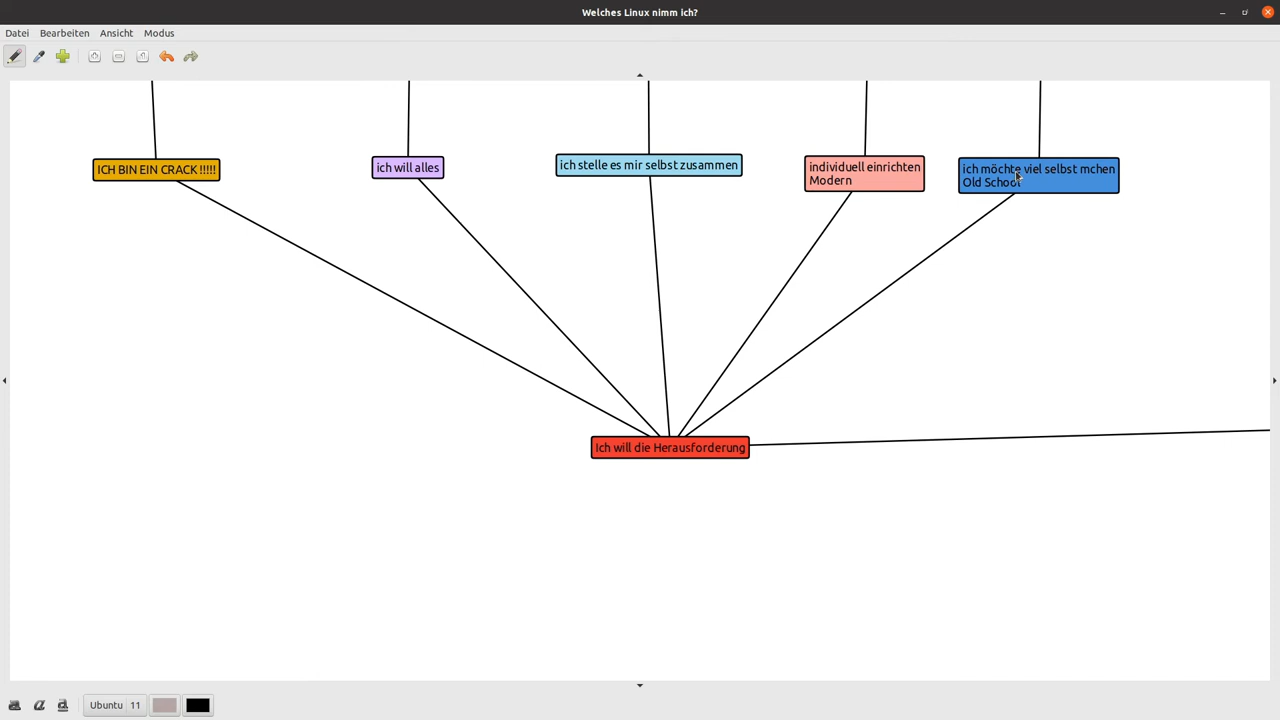 Welches Linux nimm ich?
Datei Bearbeiten Ansicht Modus
ICH BIN EIN CRACK !!!!!
ich will alles
ich stelle es mir selbst zusammen
individuell einrichten
Modern
ich möchte viel selbst mchen
Old School
Ich will die Herausforderung
Ubuntu 11